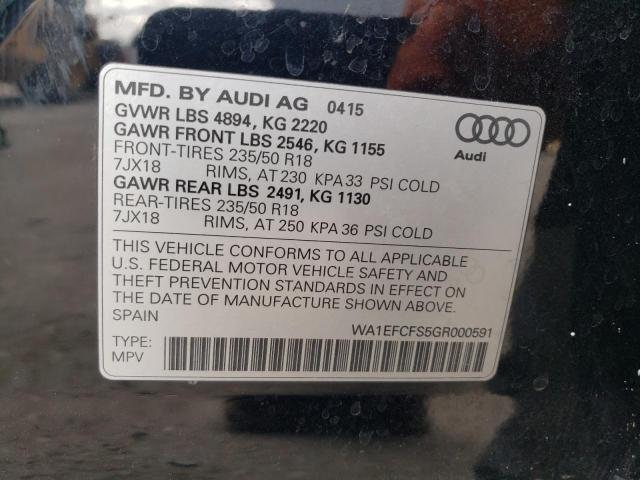 MFD. BY AUDI AG 0415
GVWR LBS 4894, KG 2220
GAWR FRONT LBS 2546, KG 1155
FRONT-TIRES 235/50 R18
7JX18 RIMS, AT 230 KPA 33 PSI COLD
GAWR REAR LBS 2491, KG 1130
REAR-TIRES 235/50 R18
7JX18 RIMS, AT 250 KPA 36 PSI COLD
Audi
THIS VEHICLE CONFORMS TO ALL APPLICABLE
U.S. FEDERAL MOTOR VEHICLE SAFETY AND
THEFT PREVENTION STANDARDS IN EFFECT ON
THE DATE OF MANUFACTURE SHOWN ABOVE.
SPAIN
WA1EFCFS5GR000591
TYPE:
MPV